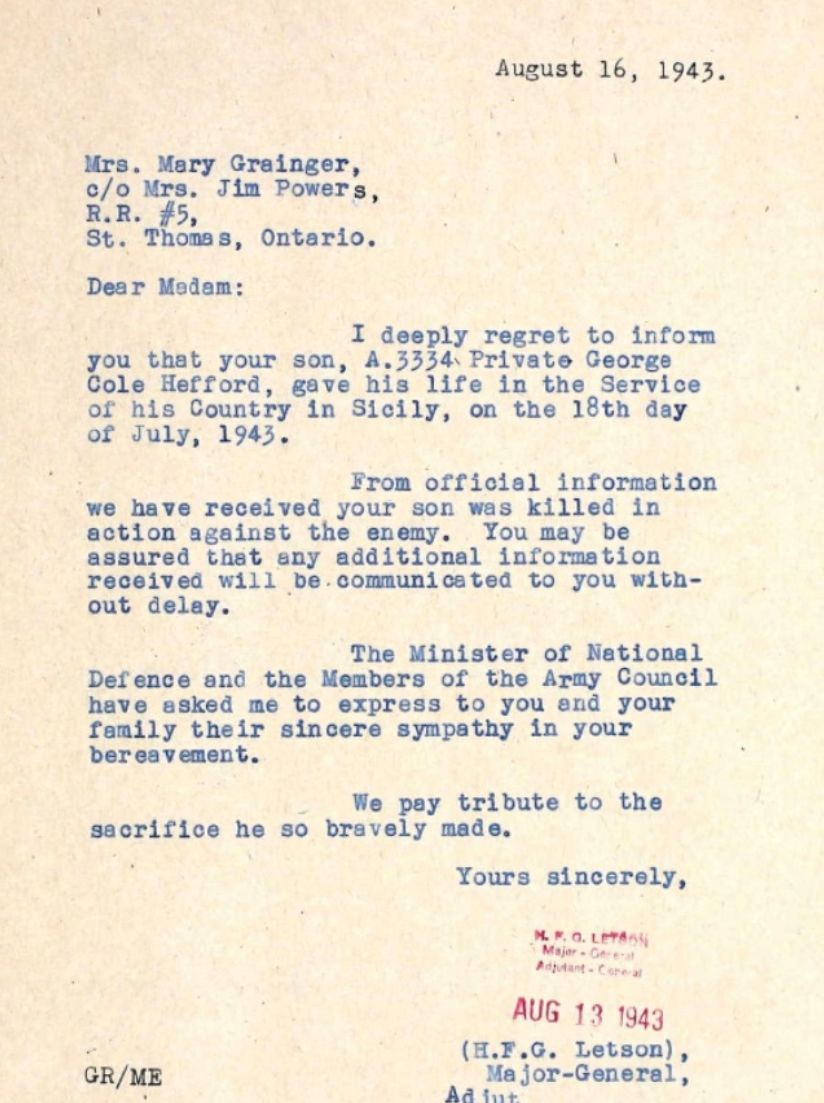 August 16, 1943.
Mrs. Mary Grainger,
c/o Mrs. Jim Powers,
R.R. #5,
St. Thomas, Ontario.
Dear Madam:
I deeply regret to inform
you that your son, A.3334 Private George
Cole Hefford, gave his life in the Service
of his Country in Sicily, on the 18th day
of July, 1943.
From official information
we have received your son was killed in
action against the enemy. You may be
assured that any additional information
received will be communicated to you with-
out delay.
The Minister of National
Defence and the Members of the Army Council
have asked me to express to you and your
family their sincere sympathy in your
bereavement.
We pay tribute to the
sacrifice he so bravely made.
Yours sincerely,
H. F. G. LETSON
Major - General
Adjutant - General
AUG 13 1943
(H.F.G. Letson),
Major-General,
GR/ME